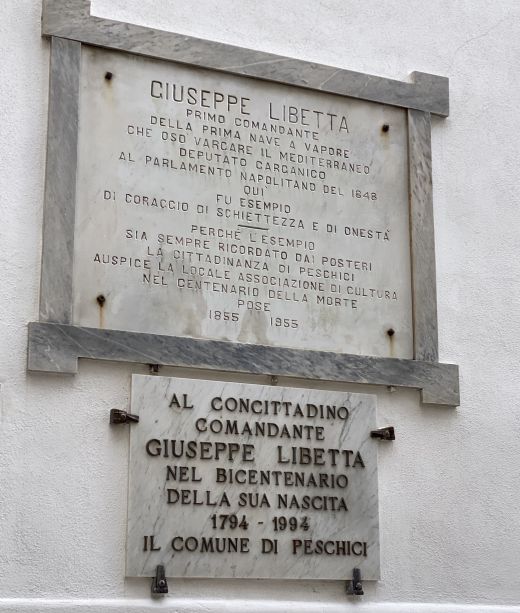 GIUSEPPE LIBETTA
PRIMO COMANDANTE
DELLA PRIMA NAVE A VAPORE
CHE OSÒ VARCARE IL MEDITERRANEO
DEPUTATO GARGANICO
AL PARLAMENTO NAPOLITANO DEL 1848
QUI
FU ESEMPIO
DI CORAGGIO DI SCHIETTEZZA E DI ONESTÀ
PERCHÈ L'ESEMPIO
SIA SEMPRE RICORDATO DAI POSTERI
LA CITTADINANZA DI PESCHICI
AUSPICE LA LOCALE ASSOCIAZIONE DI CULTURA
NEL CENTENARIO DELLA MORTE
POSE
1855 1955
AL CONCITTADINO
COMANDANTE
GIUSEPPE LIBETTA
NEL BICENTENARIO
DELLA SUA NASCITA
1794 - 1994
IL COMUNE DI PESCHICI